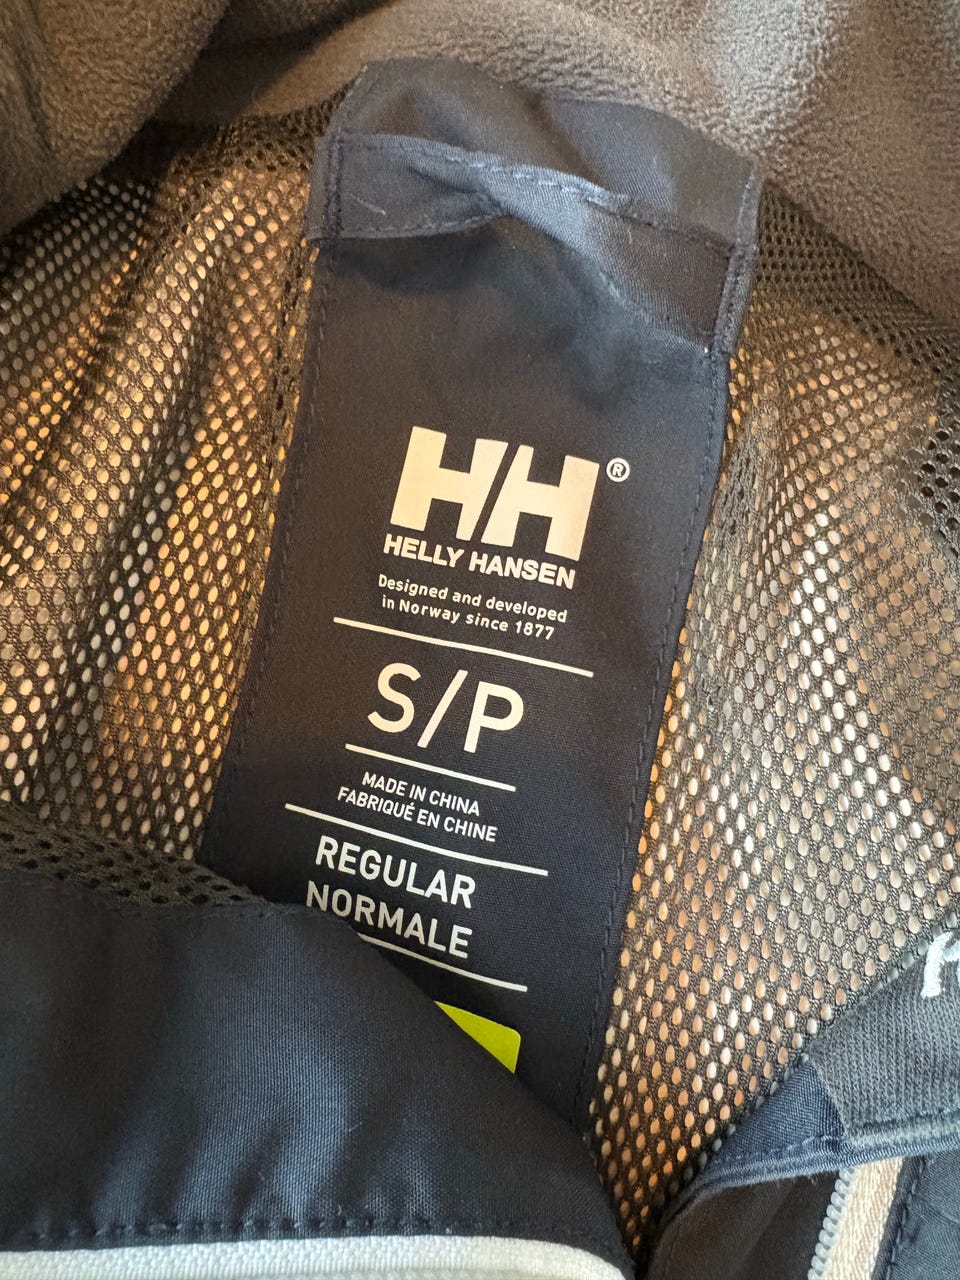 HH®
HELLY HANSEN
Designed and developed
in Norway since 1877
S/P
MADE IN CHINA
FABRIQUÉ EN CHINE
REGULAR
NORMALE